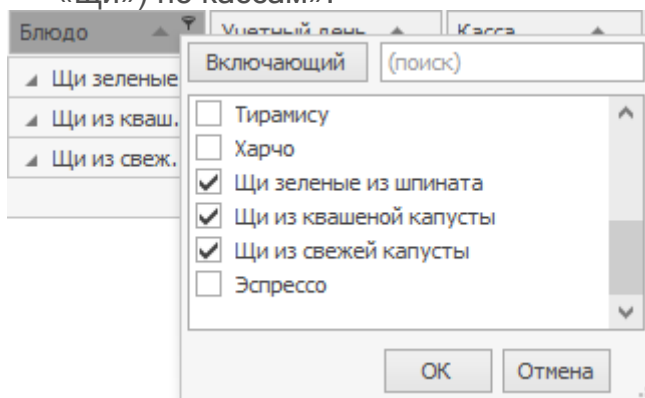 «щи») по кассам».
Блюдо Учетный день Касса
Включающий (поиск)
Щи зеленые
Щи из кваш.
Щи из свеж.
Тирамису
Харчо
Щи зеленые из шпината
Щи из квашеной капусты
Щи из свежей капусты
Эспрессо
ОК Отмена